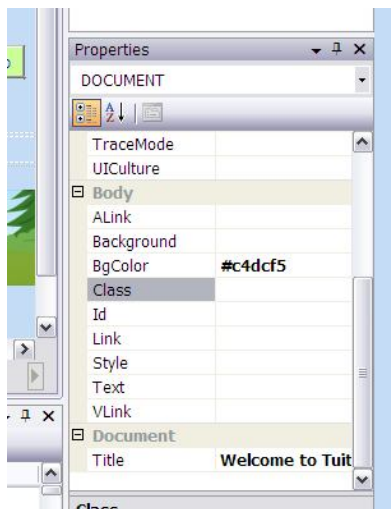 Properties
DOCUMENT
TraceMode
UICulture
Body
ALink
Background
BgColor #c4dcf5
Class
Id
Link
Style
Text
VLink
Document
Title Welcome to Tuit
Class